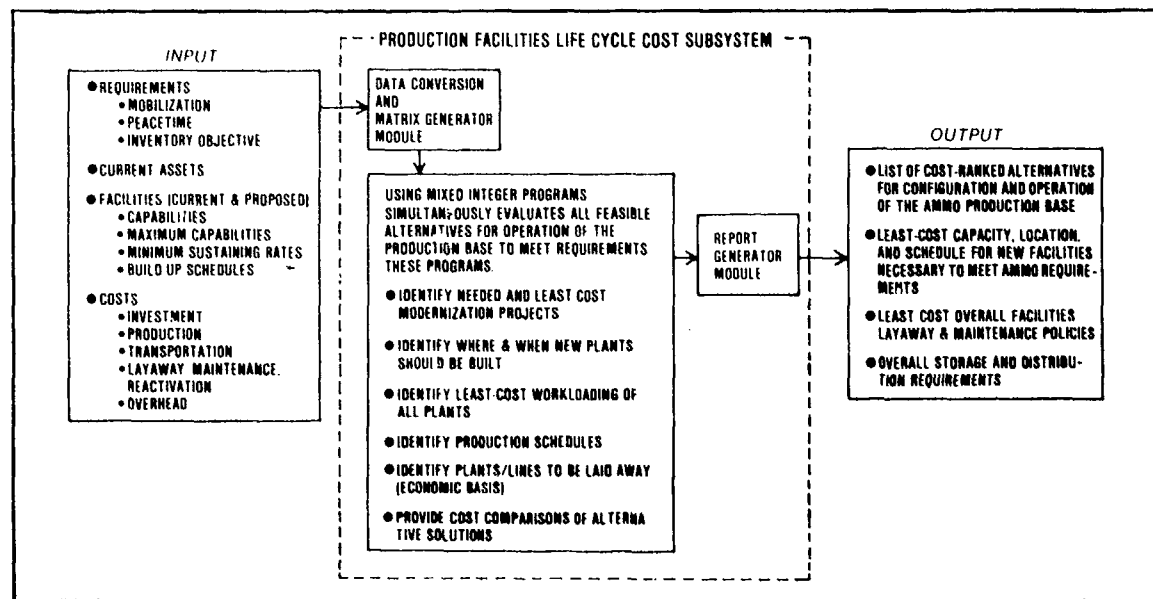 PRODUCTION FACILITIES LIFE CYCLE COST SUBSYSTEM
INPUT
●REQUIREMENTS
•MOBILIZATION
•PEACETIME
•INVENTORY OBJECTIVE
●CURRENT ASSETS
●FACILITIES (CURRENT & PROPOSED)
•CAPABILITIES
•MAXIMUM CAPABILITIES
•MINIMUM SUSTAINING RATES
•BUILD UP SCHEDULES
●COSTS
•INVESTMENT
•PRODUCTION
•TRANSPORTATION
•LAYAWAY MAINTENANCE.
REACTIVATION
•OVERHEAD
DATA CONVERSION
AND
MATRIX GENERATOR
MODULE
USING MIXED INTEGER PROGRAMS
SIMULTANOUSLY EVALUATES ALL FEASIBLE
ALTERNATIVES FOR OPERATION OF THE
PRODUCTION BASE TO MEET REQUIREMENTS
THESE PROGRAMS.
●IDENTIFY NEEDED AND LEAST COST
MODERNIZATION PROJECTS
●IDENTIFY WHERE & WHEN NEW PLANTS
SHOULD BE BUILT
●IDENTIFY LEAST-COST WORKLOADING OF
ALL PLANTS
●IDENTIFY PRODUCTION SCHEDULES
●IDENTIFY PLANTS/LINES TO BE LAID AWAY
(ECONOMIC BASIS)
●PROVIDE COST COMPARISONS OF ALTERNA
TIVE SOLUTIONS
REPORT
GENERATOR
MODULE
OUTPUT
●LIST OF COST-RANKED ALTERNATIVES
FOR CONFIGURATION AND OPERATION
OF THE AMMO PRODUCTION BASE
●LEAST-COST CAPACITY, LOCATION,
AND SCHEDULE FOR NEW FACILITIES
NECESSARY TO MEET AMMO REQUIRE-
MENTS
●LEAST COST OVERALL FACILITIES
LAYAWAY & MAINTENANCE POLICIES
●OVERALL STORAGE AND DISTRIBU-
TION REQUIREMENTS